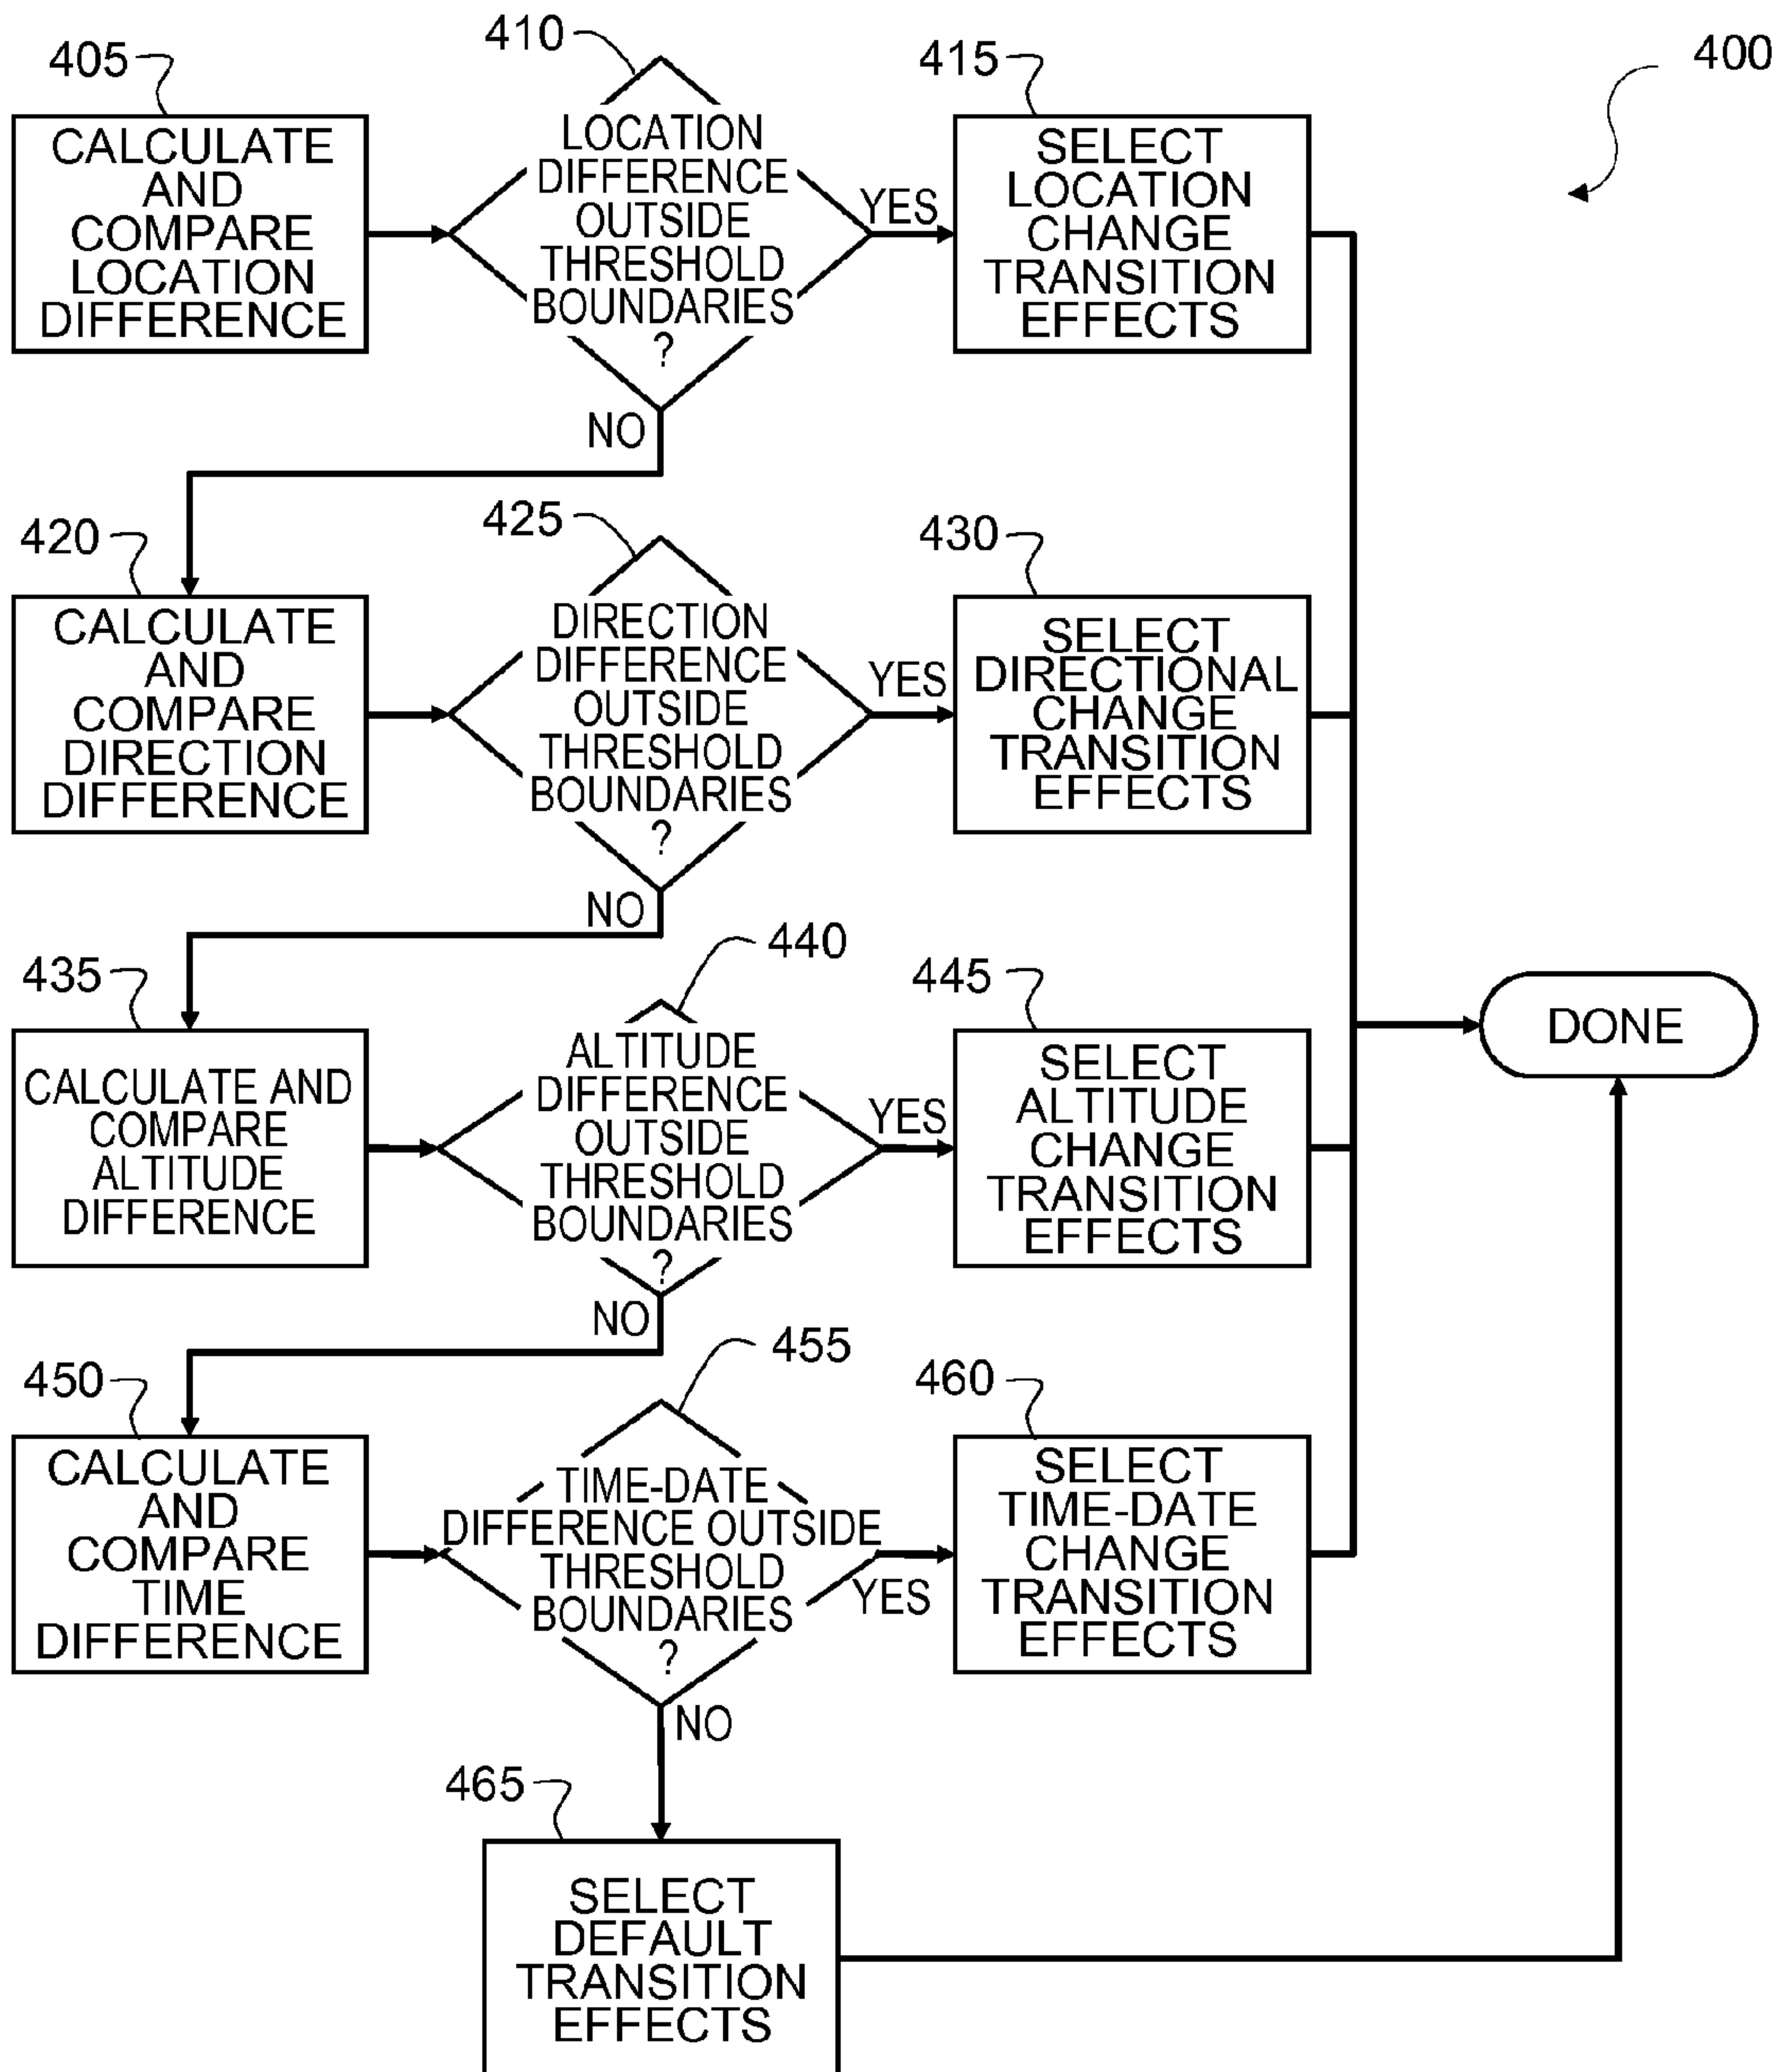 400
405
CALCULATE
AND
COMPARE
LOCATION
DIFFERENCE
410
LOCATION
DIFFERENCE
OUTSIDE
THRESHOLD
BOUNDARIES
?
YES
NO
415
SELECT
LOCATION
CHANGE
TRANSITION
EFFECTS
420
CALCULATE
AND
COMPARE
DIRECTION
DIFFERENCE
425
DIRECTION
DIFFERENCE
OUTSIDE
THRESHOLD
BOUNDARIES
?
YES
NO
430
SELECT
DIRECTIONAL
CHANGE
TRANSITION
EFFECTS
435
CALCULATE AND
COMPARE
ALTITUDE
DIFFERENCE
440
ALTITUDE
DIFFERENCE
OUTSIDE
THRESHOLD
BOUNDARIES
?
YES
NO
445
SELECT
ALTITUDE
CHANGE
TRANSITION
EFFECTS
DONE
450
CALCULATE
AND
COMPARE
TIME
DIFFERENCE
455
TIME-DATE
DIFFERENCE OUTSIDE
THRESHOLD
BOUNDARIES
?
YES
NO
460
SELECT
TIME-DATE
CHANGE
TRANSITION
EFFECTS
465
SELECT
DEFAULT
TRANSITION
EFFECTS